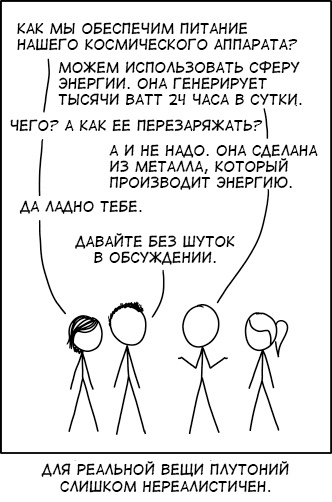 КАК МЫ ОБЕСПЕЧИМ ПИТАНИЕ
НАШЕГО КОСМИЧЕСКОГО АППАРАТА?
МОЖЕМ ИСПОЛЬЗОВАТЬ СФЕРУ
ЭНЕРГИИ. ОНА ГЕНЕРИРУЕТ
ТЫСЯЧИ ВАТТ 24 ЧАСА В СУТКИ.
ЧЕГО? А КАК ЕЕ ПЕРЕЗАРЯЖАТЬ?
А И НЕ НАДО. ОНА СДЕЛАНА
ИЗ МЕТАЛЛА, КОТОРЫЙ
ПРОИЗВОДИТ ЭНЕРГИЮ.
ДА ЛАДНО ТЕБЕ.
ДАВАЙТЕ БЕЗ ШУТОК
В ОБСУЖДЕНИИ.
ДЛЯ РЕАЛЬНОЙ ВЕЩИ ПЛУТОНИЙ
СЛИШКОМ НЕРЕАЛИСТИЧЕН.